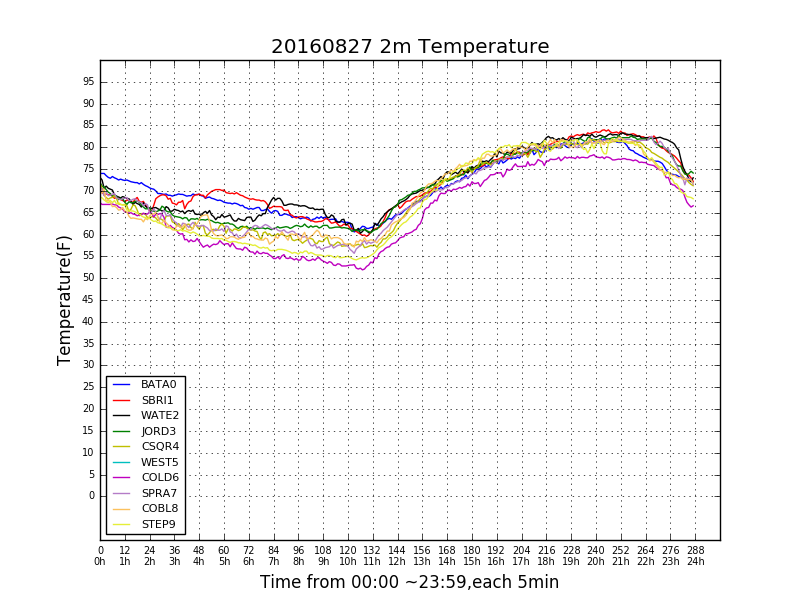 20160827 2m Temperature
Temperature(F)
95
90
85
80
75
70
65
60
55
50
45
40
35
30
25
20
15
10
5
0
BATA0
SBRI1
WATE2
JORD3
CSQR4
WEST5
COLD6
SPRA7
COBL8
STEP9
0 12 24 36 48 60 72 84 96 108 120 132 144 156 168 180 192 204 216 228 240 252 264 276 288
0h 1h 2h 3h 4h 5h 6h 7h 8h 9h 10h 11h 12h 13h 14h 15h 16h 17h 18h 19h 20h 21h 22h 23h 24h
Time from 00:00 ~23:59,each 5min